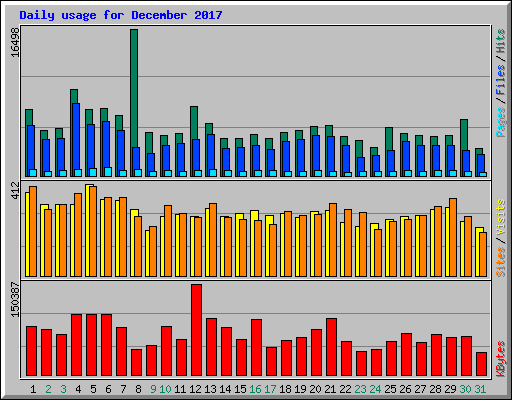 Daily usage for December 2017
16498
Pages / Files / Hits
412
Sites / Visits
150387
KBytes
1 2 3 4 5 6 7 8 9 10 11 12 13 14 15 16 17 18 19 20 21 22 23 24 25 26 27 28 29 30 31